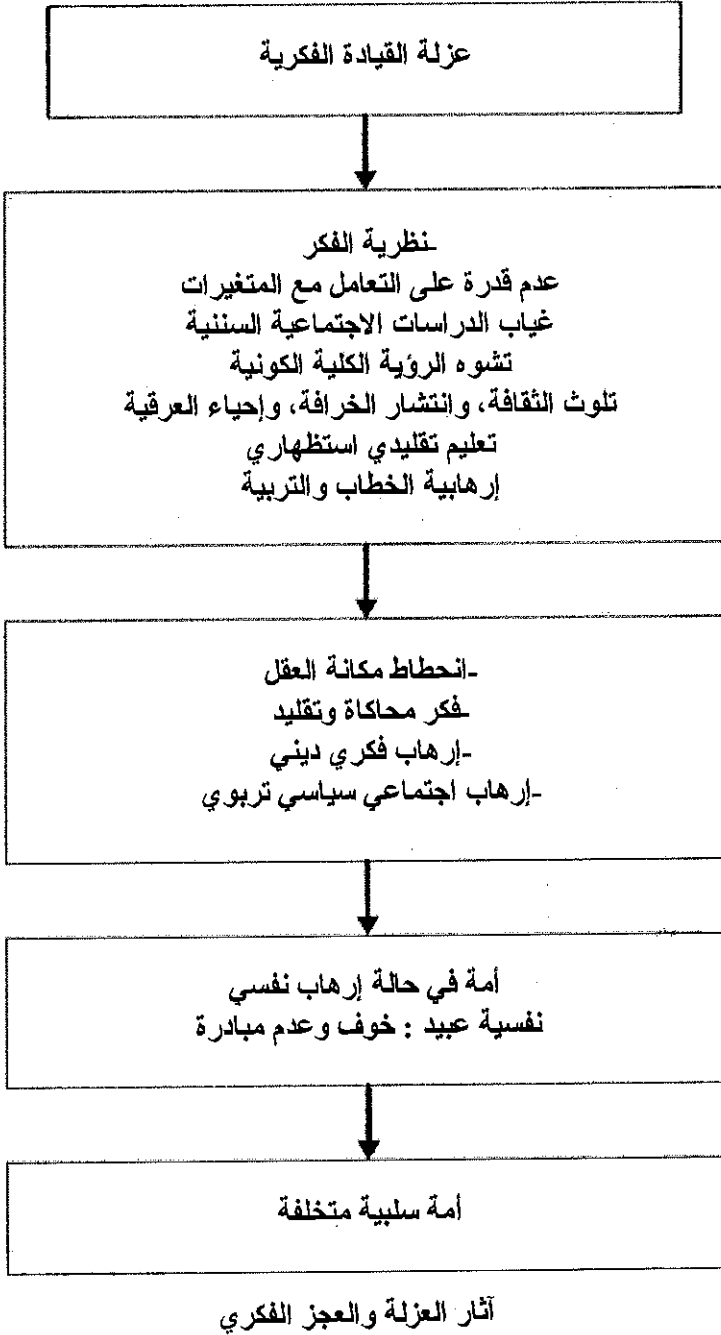 عزلة القيادة الفكرية
-نظرية الفكر
عدم قدرة على التعامل مع المتغيرات
غياب الدراسات الاجتماعية السننية
تشوه الرؤية الكلية الكونية
تلوث الثقافة، وانتشار الخرافة، وإحياء العرقية
تعليم تقليدي استظهاري
إرهابية الخطاب والتربية
-انحطاط مكانة العقل
-فكر محاكاة وتقليد
-إرهاب فكري ديني
-إرهاب اجتماعي سياسي تربوي
أمة في حالة إرهاب نفسي
نفسية عبيد : خوف وعدم مبادرة
أمة سلبية متخلفة
آثار العزلة والعجز الفكري